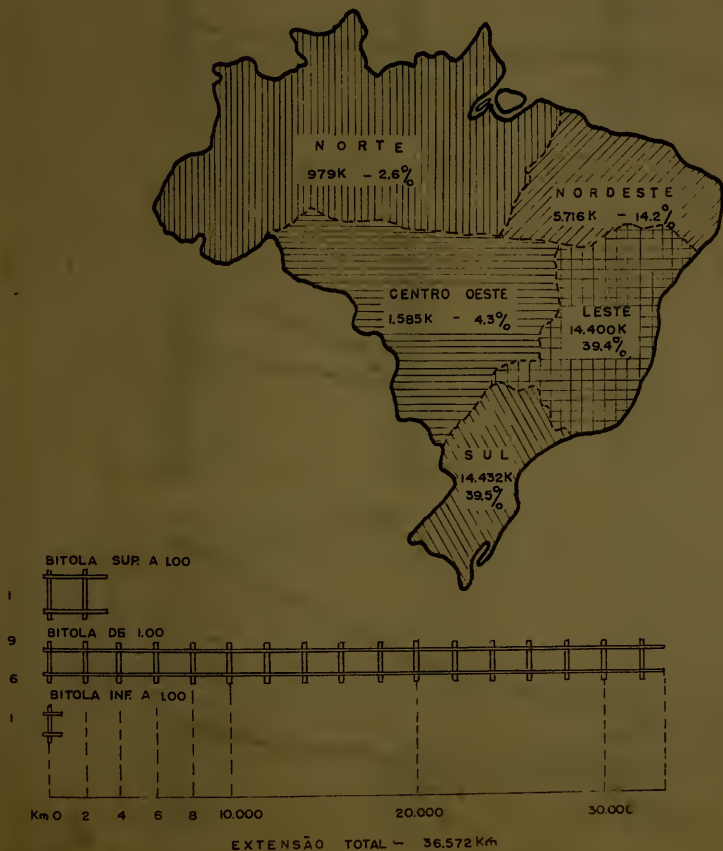 NORTE
979K - 2,6%
NORDESTE
5.716K - 14.2%
CENTRO OESTE
1.585K - 4.3%
LESTE
14.400K
39.4%
SUL
14.432K
39.5%
BITOLA SUP. A 1.00
1
BITOLA DE 1.00
9
6
BITOLA INF. A 1.00
1
Km 0 2 4 6 8 10.000 20.000 30.000
EXTENSÃO TOTAL - 36.572 Km